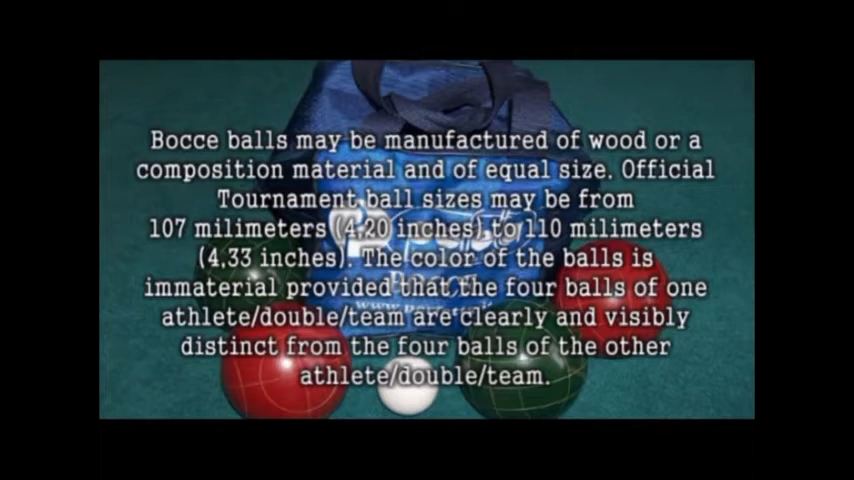 Bocce balls may be manufactured of wood or a
composition material and of equal size. Official
Tournament ball sizes may be from
107 milimeters (4,20 inches) to 110 milimeters
(4,33 inches). The color of the balls is
immaterial provided that the four balls of one
athlete/double/team are clearly and visibly
distinct from the four balls of the other
athlete/double/team.